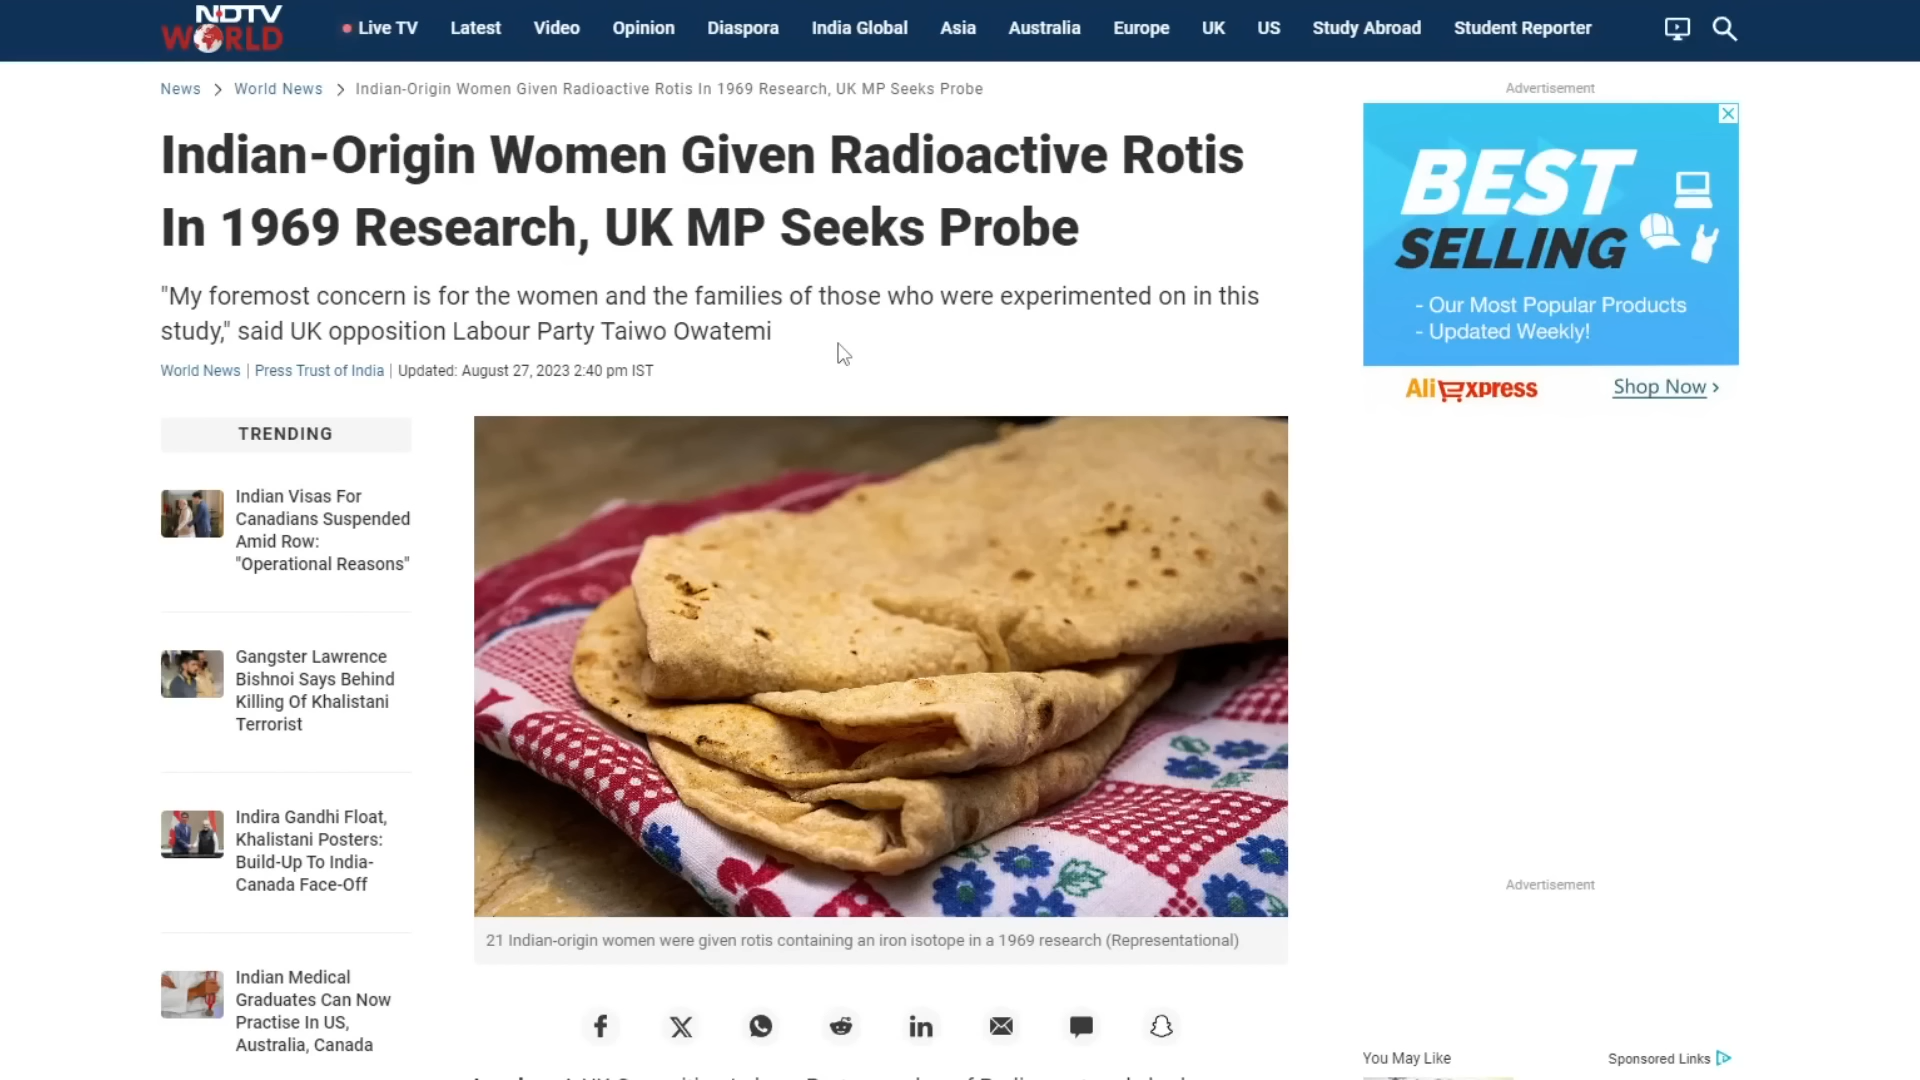 NDTV
WORLD
Live TV
Latest
Video
Opinion
Diaspora
India Global
Asia
Australia
Europe
UK
US
Study Abroad
Student Reporter
News
World News
Indian-Origin Women Given Radioactive Rotis In 1969 Research, UK MP Seeks Probe
Indian-Origin Women Given Radioactive Rotis
In 1969 Research, UK MP Seeks Probe
"My foremost concern is for the women and the families of those who were experimented on in this
study," said UK opposition Labour Party Taiwo Owatemi
World News | Press Trust of India | Updated: August 27, 2023 2:40 pm IST
TRENDING
Indian Visas For
Canadians Suspended
Amid Row:
"Operational Reasons"
Gangster Lawrence
Bishnoi Says Behind
Killing Of Khalistani
Terrorist
Indira Gandhi Float,
Khalistani Posters:
Build-Up To India-
Canada Face-Off
Indian Medical
Graduates Can Now
Practise In US,
Australia, Canada
21 Indian-origin women were given rotis containing an iron isotope in a 1969 research (Representational)
Advertisement
BEST
SELLING
- Our Most Popular Products
- Updated Weekly!
AliExpress
Shop Now ›
Advertisement
You May Like
Sponsored Links